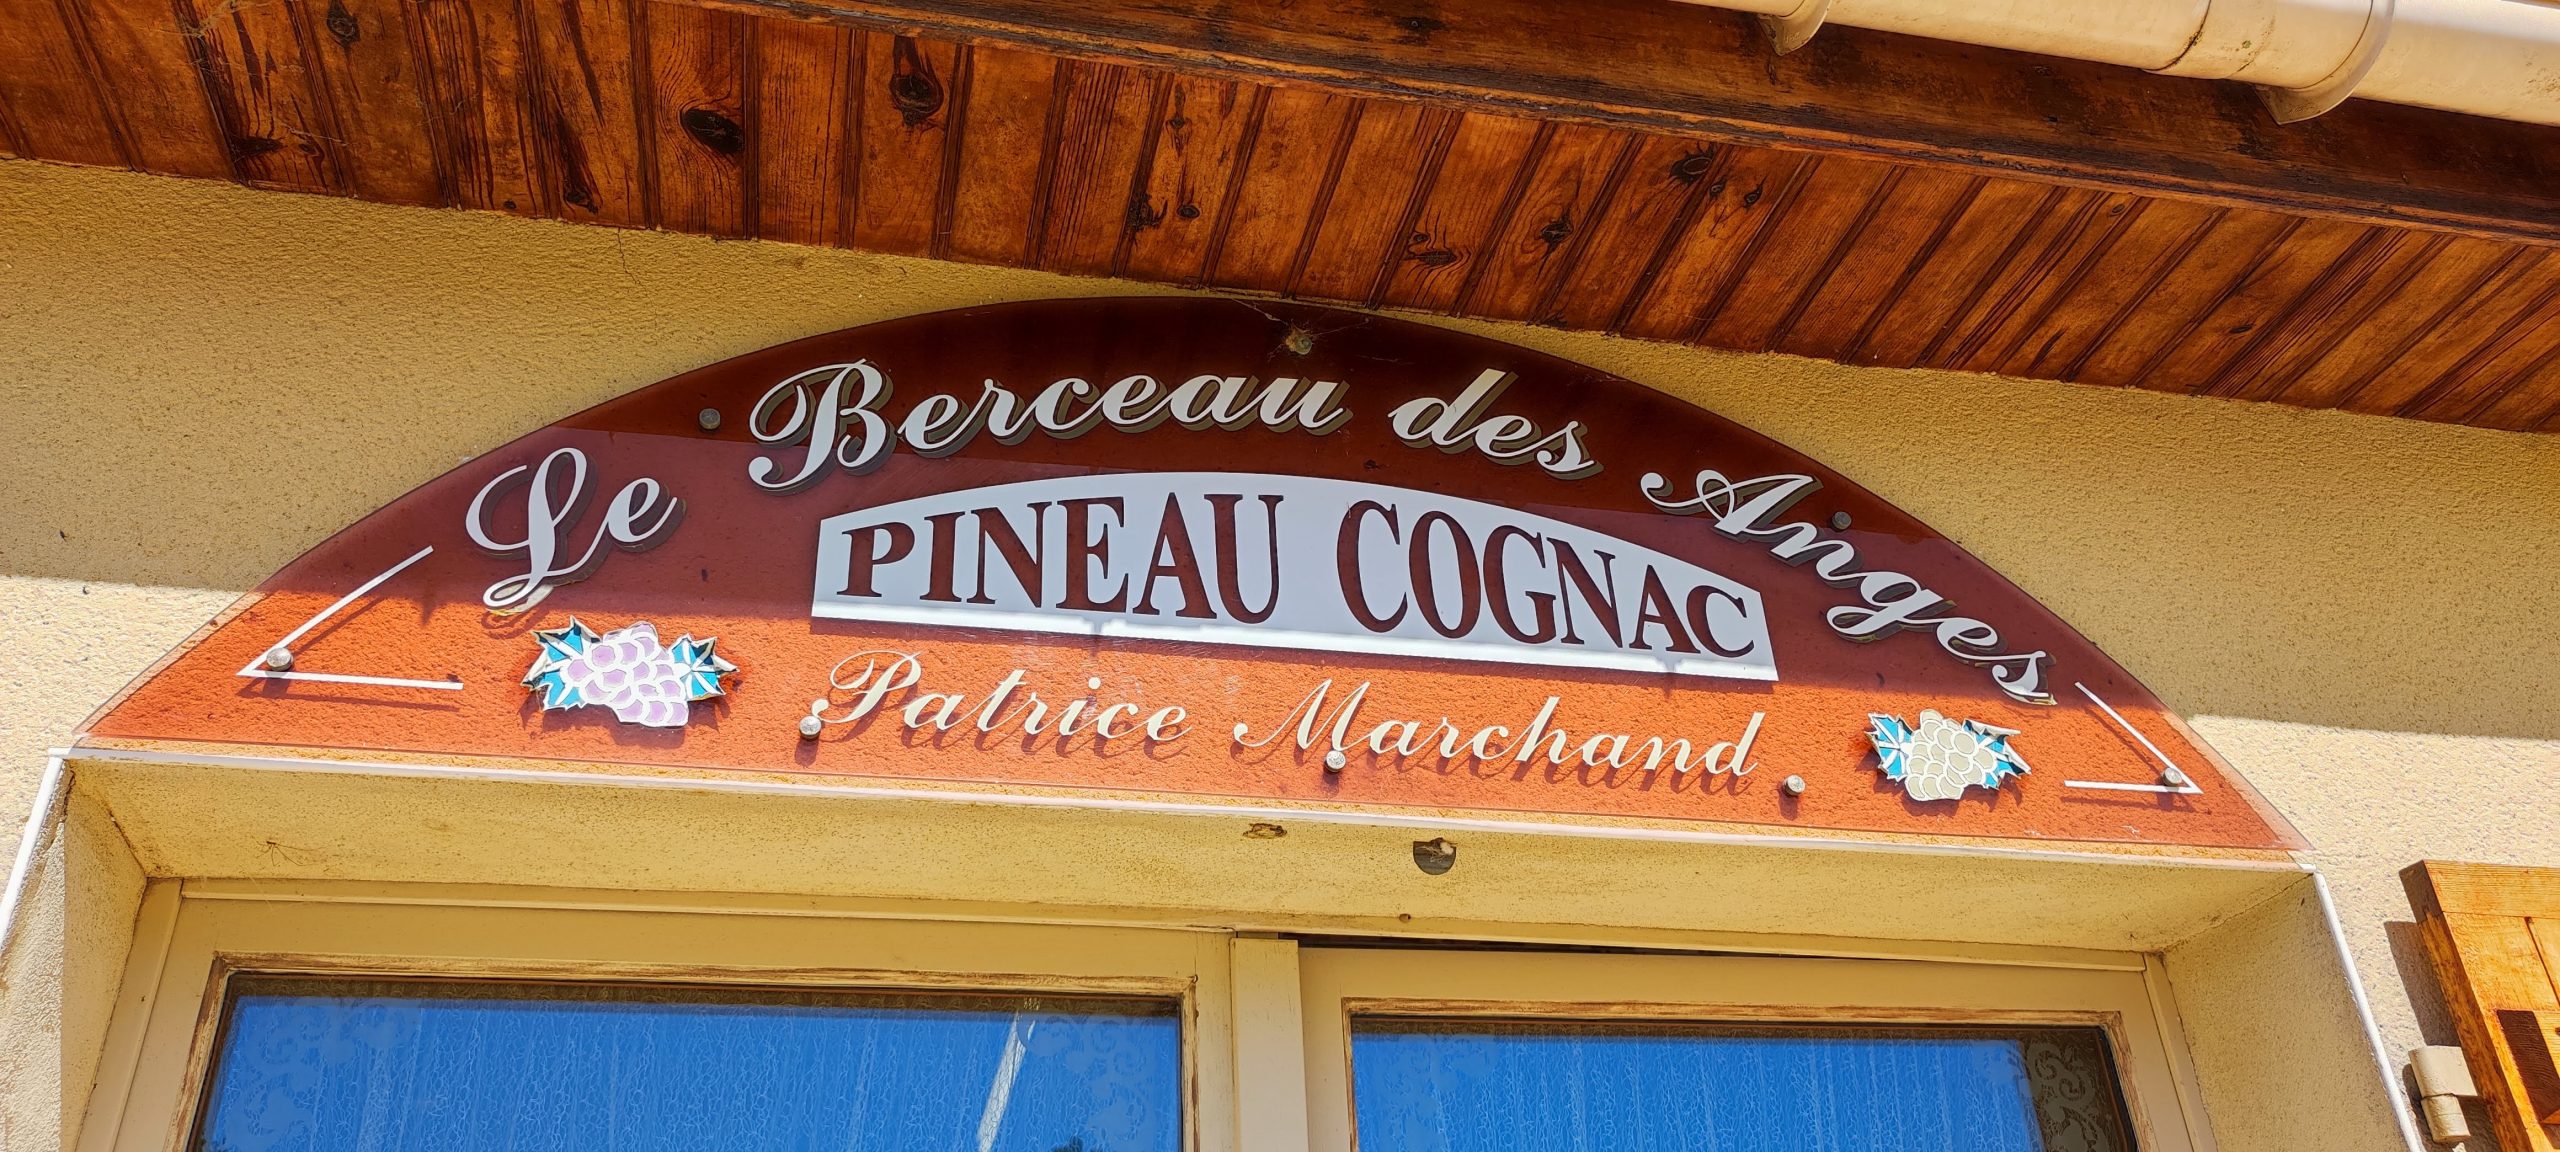 Le Berceau des Anges
PINEAU COGNAC
Patrice Marchand